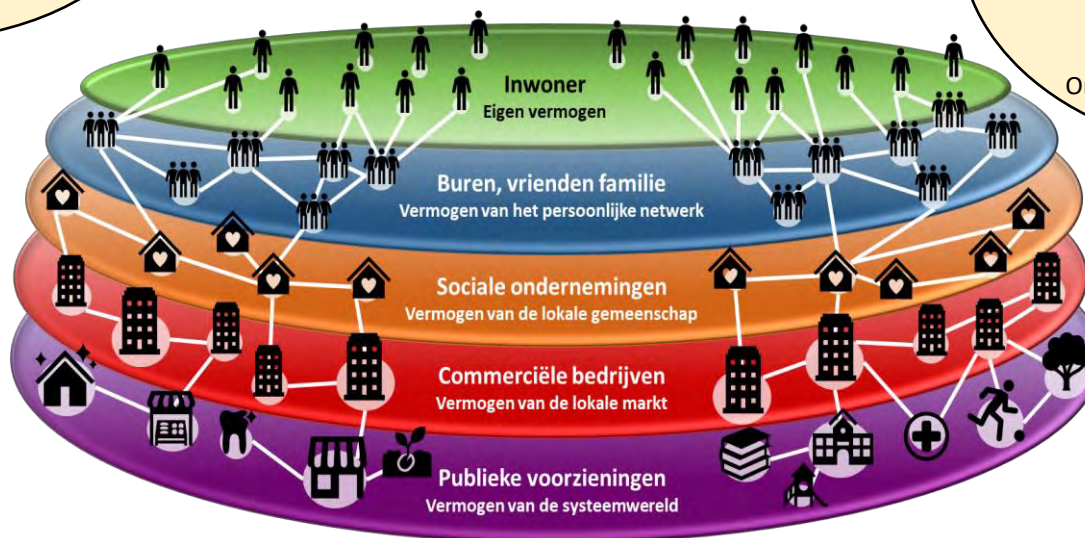 Inwoner
Eigen vermogen
Buren, vrienden familie
Vermogen van het persoonlijke netwerk
Sociale ondernemingen
Vermogen van de lokale gemeenschap
Commerciële bedrijven
Vermogen van de lokale markt
Publieke voorzieningen
Vermogen van de systeemwereld